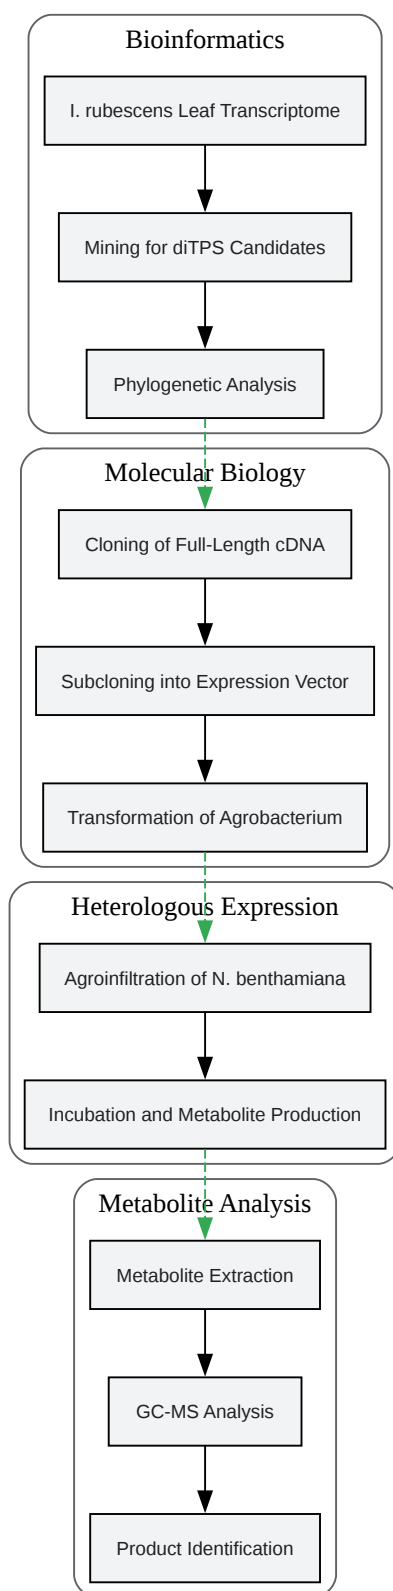 Bioinformatics
I. rubescens Leaf Transcriptome
Mining for diTPS Candidates
Phylogenetic Analysis
Molecular Biology
Cloning of Full-Length cDNA
Subcloning into Expression Vector
Transformation of Agrobacterium
Heterologous Expression
Agroinfiltration of N. benthamiana
Incubation and Metabolite Production
Metabolite Analysis
Metabolite Extraction
GC-MS Analysis
Product Identification